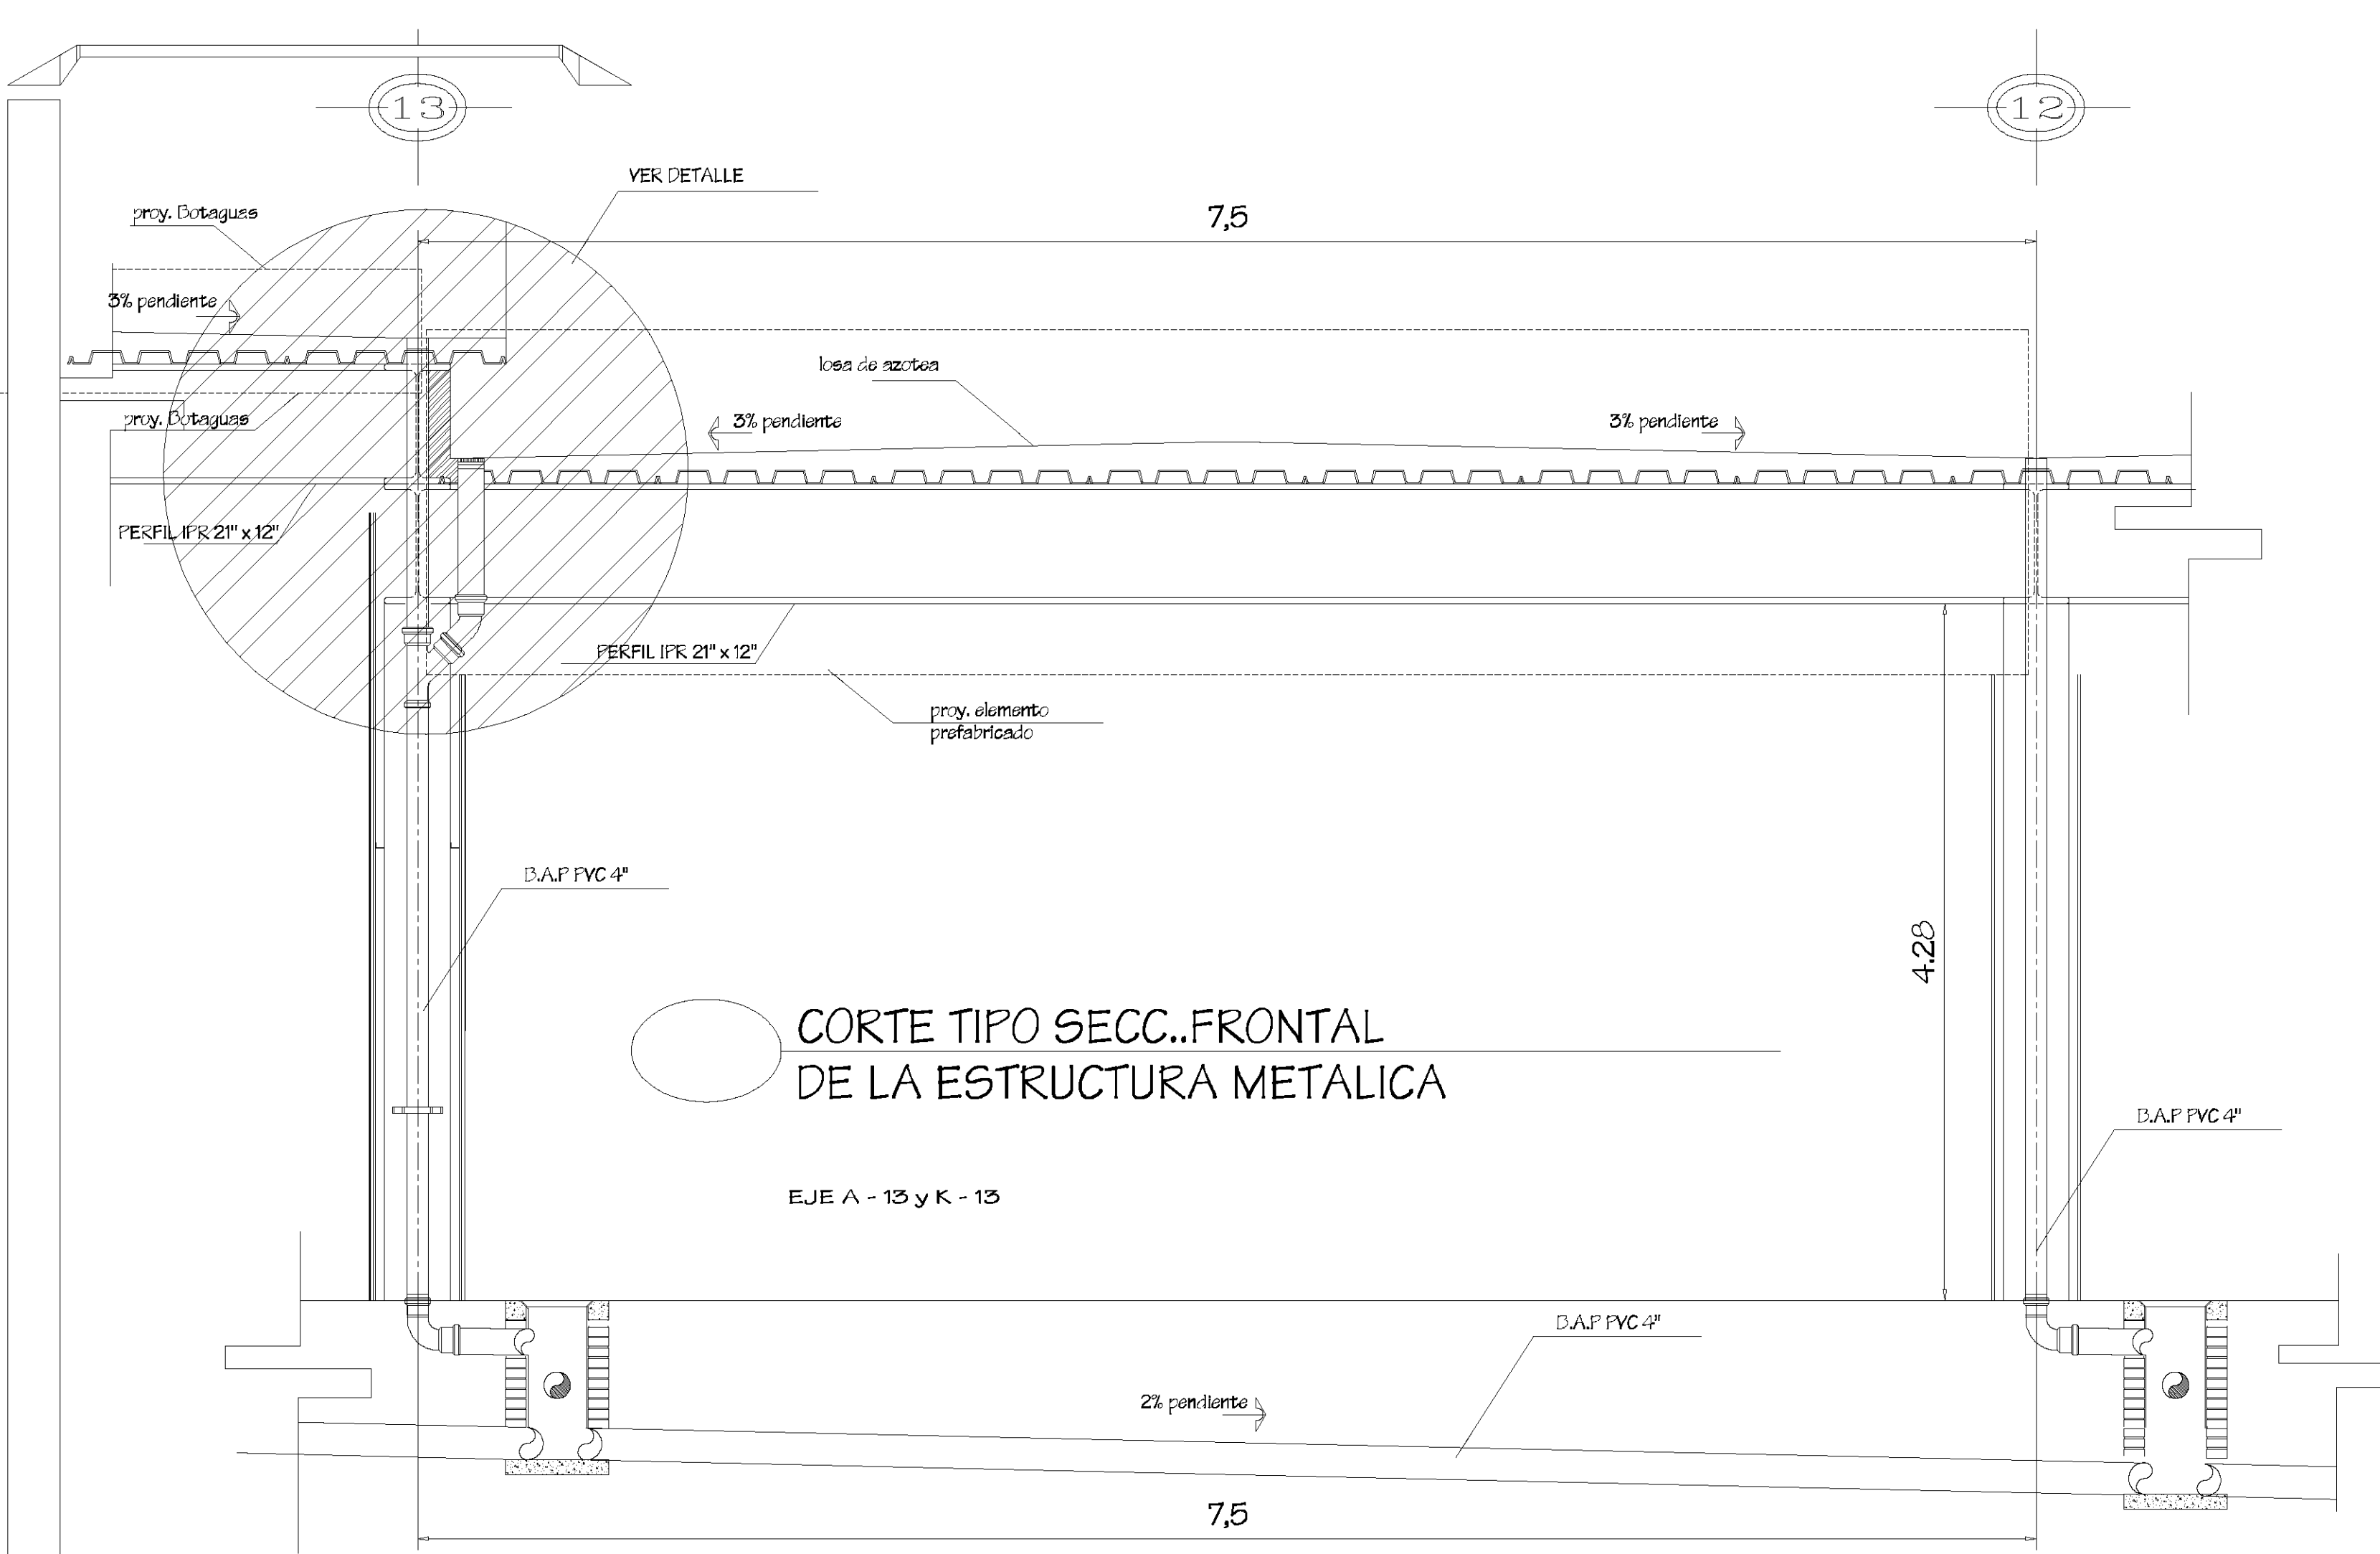 13
12
VER DETALLE
proy. Botaguas
7,5
3% pendiente
losa de azotea
3% pendiente
3% pendiente
proy. Botaguas
PERFIL IPR 21" x 12"
PERFIL IPR 21" x 12"
proy. elemento
prefabricado
B.A.P PVC 4"
4.28
CORTE TIPO SECC..FRONTAL
DE LA ESTRUCTURA METALICA
B.A.P PVC 4"
EJE A - 13 y K - 13
B.A.P PVC 4"
2% pendiente
7,5